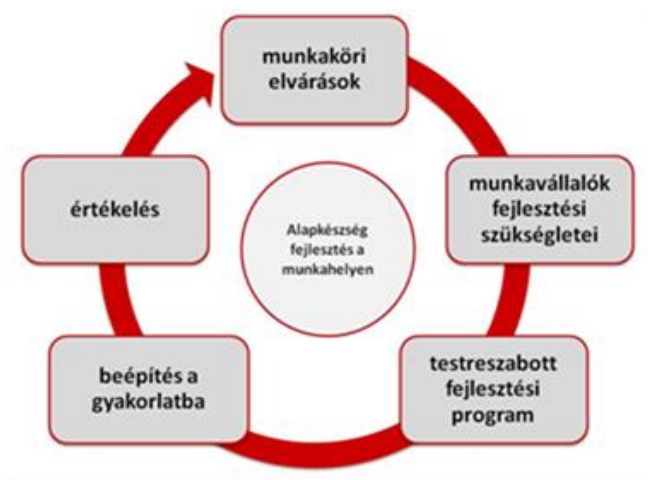 munkaköri
elvárások
munkavállalók
fejlesztési
szükségletei
testreszabott
fejlesztési
program
beépítés a
gyakorlatba
értékelés
Alapkészség
fejlesztés a
munkahelyen